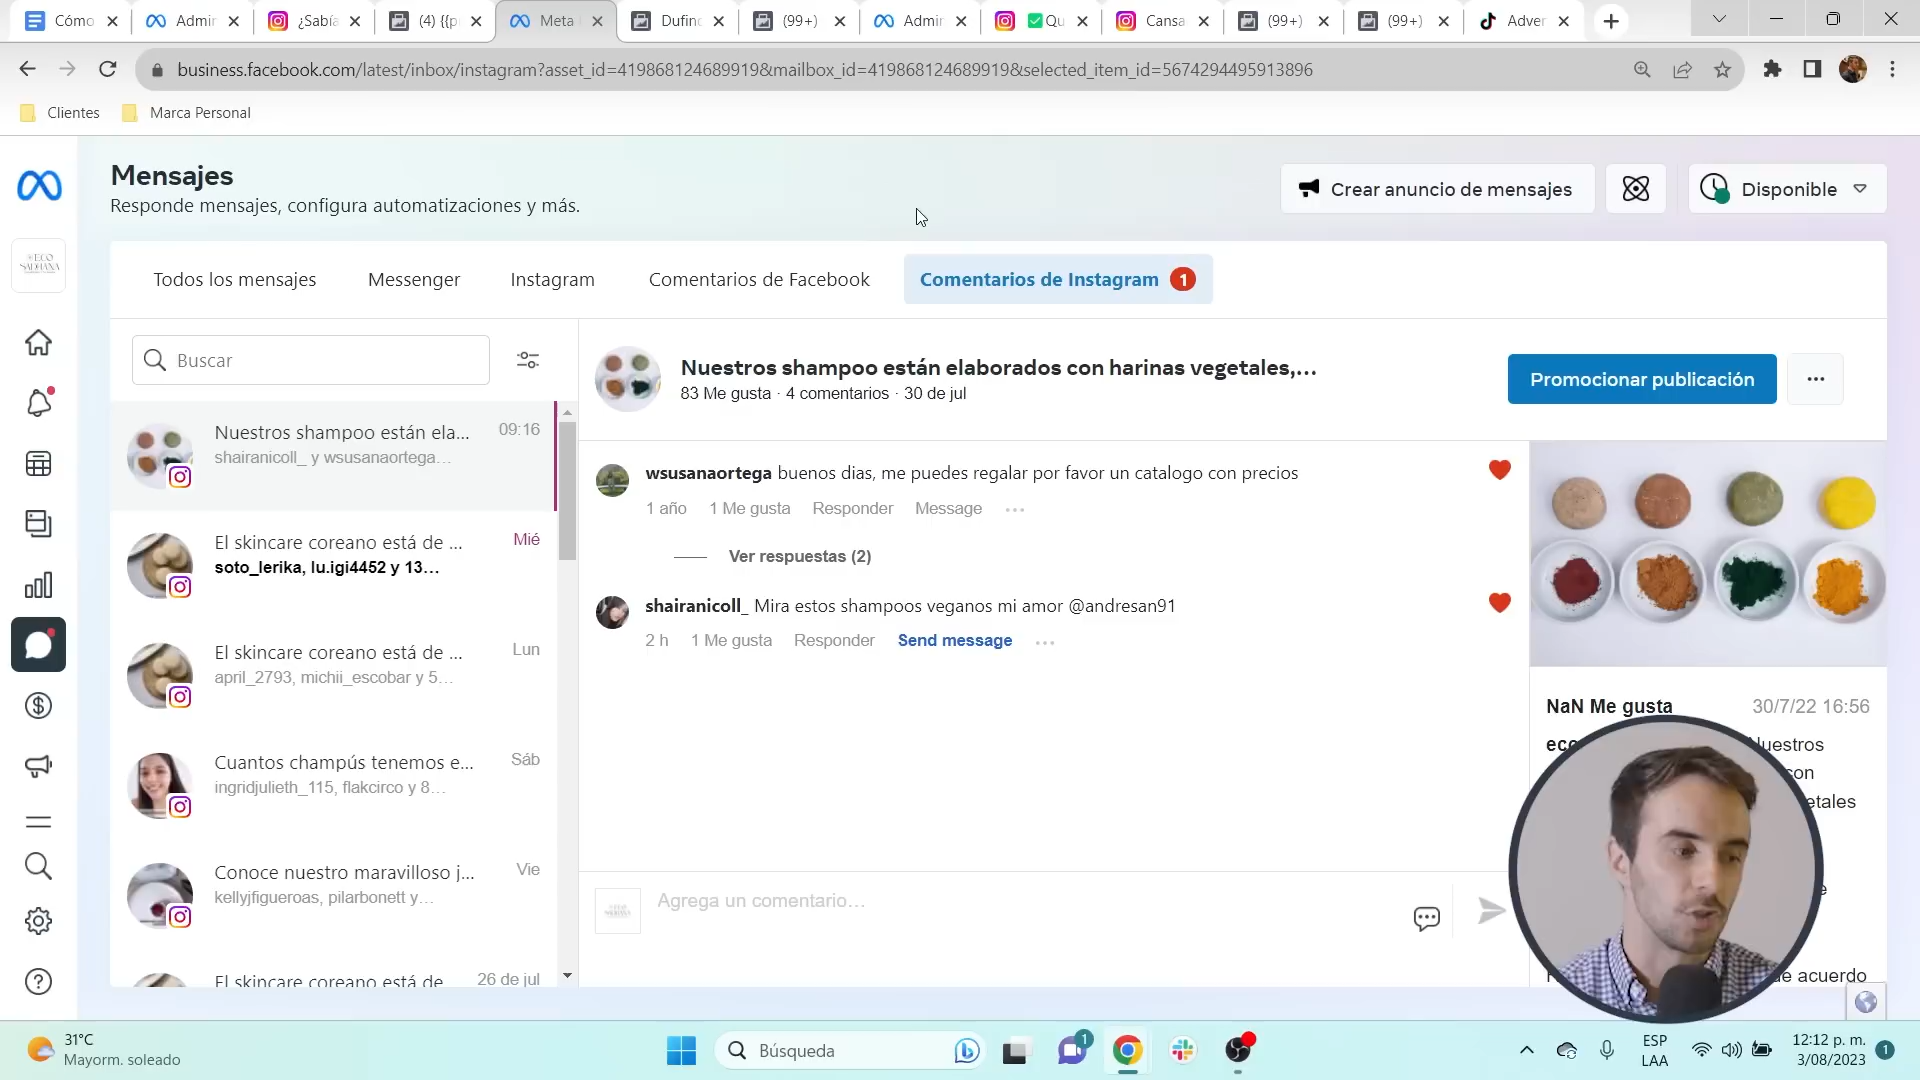 Cómo
Admin
¿Sabía
(4) {{p
Meta
Dufin
(99+)
Admin
✅Qu
Cansa
(99+)
(99+)
Adver
business.facebook.com/latest/inbox/instagram?asset_id=419868124689919&mailbox_id=419868124689919&selected_item_id=5674294495913896
Clientes
Marca Personal
Mensajes
Responde mensajes, configura automatizaciones y más.
Crear anuncio de mensajes
Disponible
ECO
SADHANA
Todos los mensajes
Messenger
Instagram
Comentarios de Facebook
Comentarios de Instagram 1
Buscar
Nuestros shampoo están ela...
09:16
shairanicoll_ y wsusanaortega...
El skincare coreano está de ...
Mié
soto_lerika, lu.igi4452 y 13...
El skincare coreano está de ...
Lun
april_2793, michii_escobar y 5...
Cuantos champús tenemos e...
Sáb
ingridjulieth_115, flakcirco y 8...
Conoce nuestro maravilloso j...
Vie
kellyjfigueroas, pilarbonett y...
El skincare coreano está de
26 de jul
Nuestros shampoo están elaborados con harinas vegetales,...
83 Me gusta · 4 comentarios · 30 de jul
Promocionar publicación
wsusanaortega buenos dias, me puedes regalar por favor un catalogo con precios
1 año 1 Me gusta Responder Message ...
Ver respuestas (2)
shairanicoll_ Mira estos shampoos veganos mi amor @andresan91
2 h 1 Me gusta Responder Send message ...
Agrega un comentario...
NaN Me gusta
30/7/22 16:56
eco
Nuestros
con
etales
e
de acuerdo
31°C
Mayorm. soleado
Búsqueda
1
ESP
LAA
12:12 p. m.
3/08/2023
1